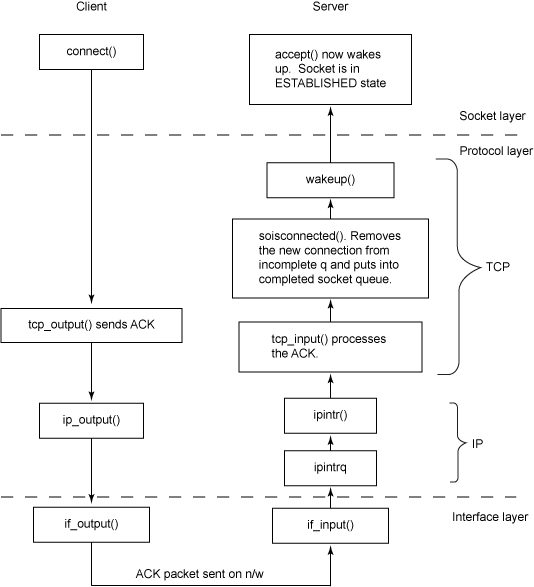 Client
Server
connect()
accept() now wakes
up.  Socket is in
ESTABLISHED state
Socket layer
Protocol layer
wakeup()
soisconnected(). Removes
the new connection from
incomplete q and puts into
completed socket queue.
TCP
tcp_output() sends ACK
tcp_input() processes
the ACK.
ip_output()
ipintr()
IP
ipintrq
if_output()
if_input()
Interface layer
ACK packet sent on n/w